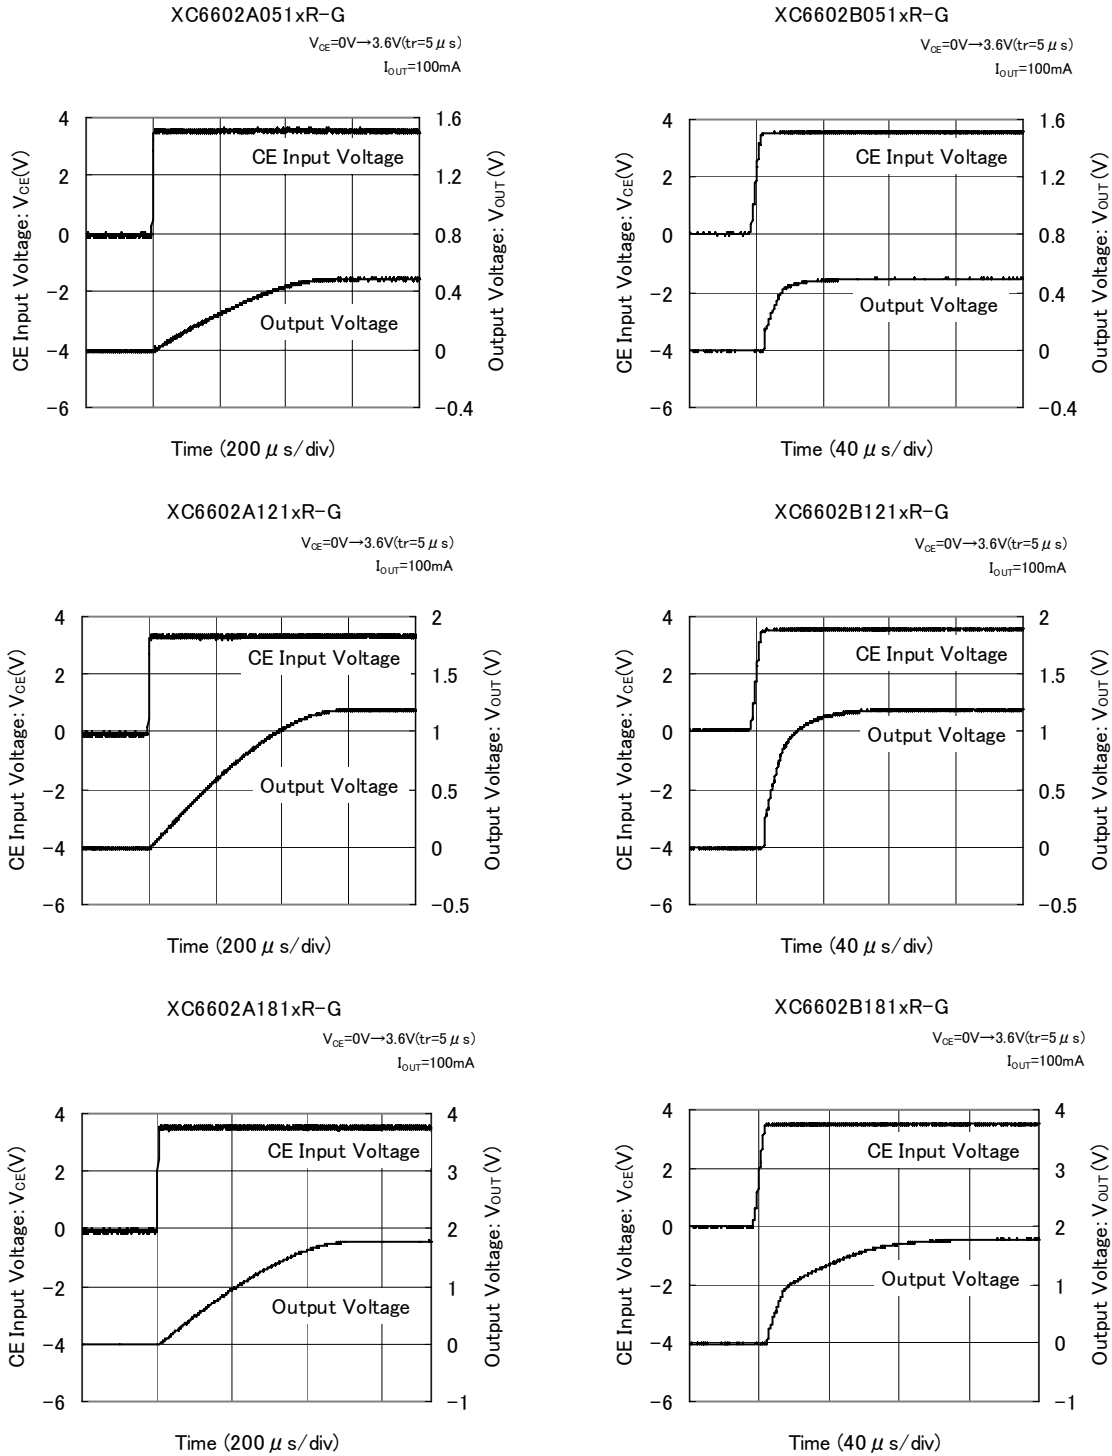 XC6602A051xR-G
V_CE=0V→3.6V(tr=5μs)
I_OUT=100mA
4
2
0
-2
-4
-6
CE Input Voltage: V_CE(V)
1.6
1.2
0.8
0.4
0
-0.4
Output Voltage: V_OUT(V)
CE Input Voltage
Output Voltage
Time (200μs/div)
XC6602B051xR-G
V_CE=0V→3.6V(tr=5μs)
I_OUT=100mA
4
2
0
-2
-4
-6
CE Input Voltage: V_CE(V)
1.6
1.2
0.8
0.4
0
-0.4
Output Voltage: V_OUT(V)
CE Input Voltage
Output Voltage
Time (40μs/div)
XC6602A121xR-G
V_CE=0V→3.6V(tr=5μs)
I_OUT=100mA
4
2
0
-2
-4
-6
CE Input Voltage: V_CE(V)
2
1.5
1
0.5
0
-0.5
Output Voltage: V_OUT(V)
CE Input Voltage
Output Voltage
Time (200μs/div)
XC6602B121xR-G
V_CE=0V→3.6V(tr=5μs)
I_OUT=100mA
4
2
0
-2
-4
-6
CE Input Voltage: V_CE(V)
2
1.5
1
0.5
0
-0.5
Output Voltage: V_OUT(V)
CE Input Voltage
Output Voltage
Time (40μs/div)
XC6602A181xR-G
V_CE=0V→3.6V(tr=5μs)
I_OUT=100mA
4
2
0
-2
-4
-6
CE Input Voltage: V_CE(V)
4
3
2
1
0
-1
Output Voltage: V_OUT(V)
CE Input Voltage
Output Voltage
Time (200μs/div)
XC6602B181xR-G
V_CE=0V→3.6V(tr=5μs)
I_OUT=100mA
4
2
0
-2
-4
-6
CE Input Voltage: V_CE(V)
4
3
2
1
0
-1
Output Voltage: V_OUT(V)
CE Input Voltage
Output Voltage
Time (40μs/div)